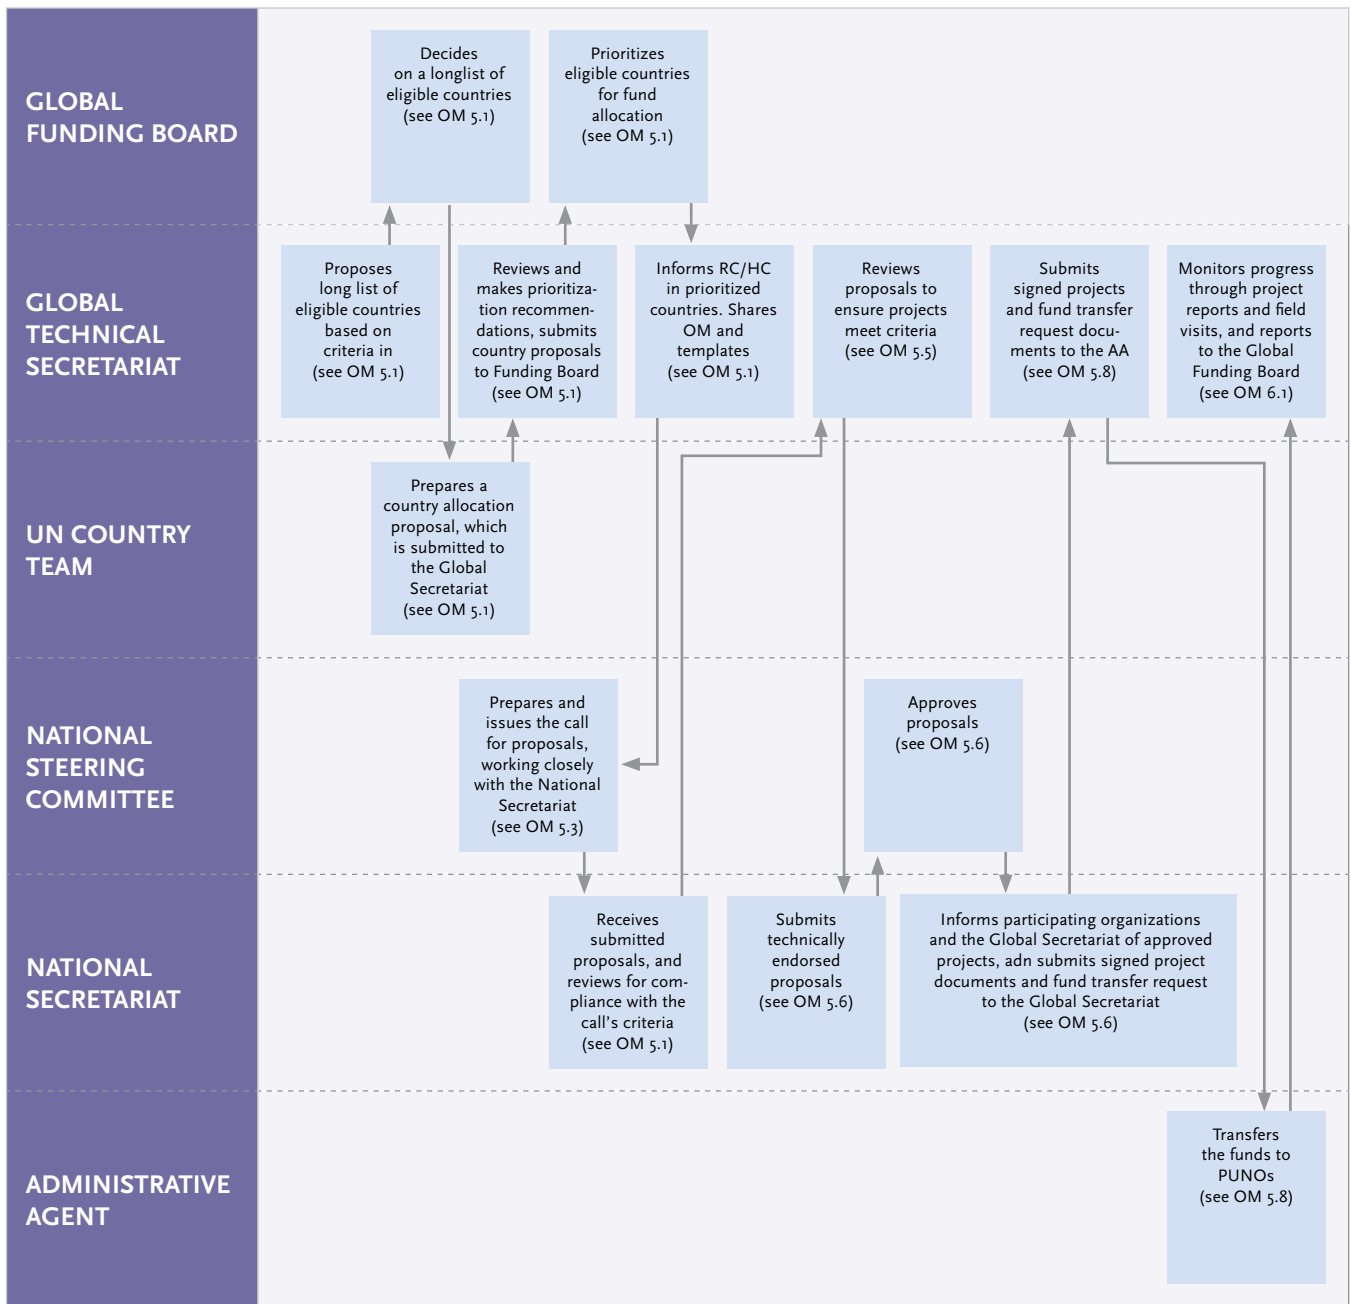 GLOBAL
FUNDING BOARD
Decides
on a longlist of
eligible countries
(see OM 5.1)
Prioritizes
eligible countries
for fund
allocation
(see OM 5.1)
GLOBAL
TECHNICAL
SECRETARIAT
Proposes
long list of
eligible countries
based on
criteria in
(see OM 5.1)
Reviews and
makes prioritiza-
tion recommen-
dations, submits
country proposals
to Funding Board
(see OM 5.1)
Informs RC/HC
in prioritized
countries. Shares
OM and
templates
(see OM 5.1)
Reviews
proposals to
ensure projects
meet criteria
(see OM 5.5)
Submits
signed projects
and fund transfer
request docu-
ments to the AA
(see OM 5.8)
Monitors progress
through project
reports and field
visits, and reports
to the Global
Funding Board
(see OM 6.1)
UN COUNTRY
TEAM
Prepares a
country allocation
proposal, which
is submitted to
the Global
Secretariat
(see OM 5.1)
NATIONAL
STEERING
COMMITTEE
Prepares and
issues the call
for proposals,
working closely
with the National
Secretariat
(see OM 5.3)
Approves
proposals
(see OM 5.6)
NATIONAL
SECRETARIAT
Receives
submitted
proposals, and
reviews for com-
pliance with the
call's criteria
(see OM 5.1)
Submits
technically
endorsed
proposals
(see OM 5.6)
Informs participating organizations
and the Global Secretariat of approved
projects, adn submits signed project
documents and fund transfer request
to the Global Secretariat
(see OM 5.6)
ADMINISTRATIVE
AGENT
Transfers
the funds to
PUNOs
(see OM 5.8)